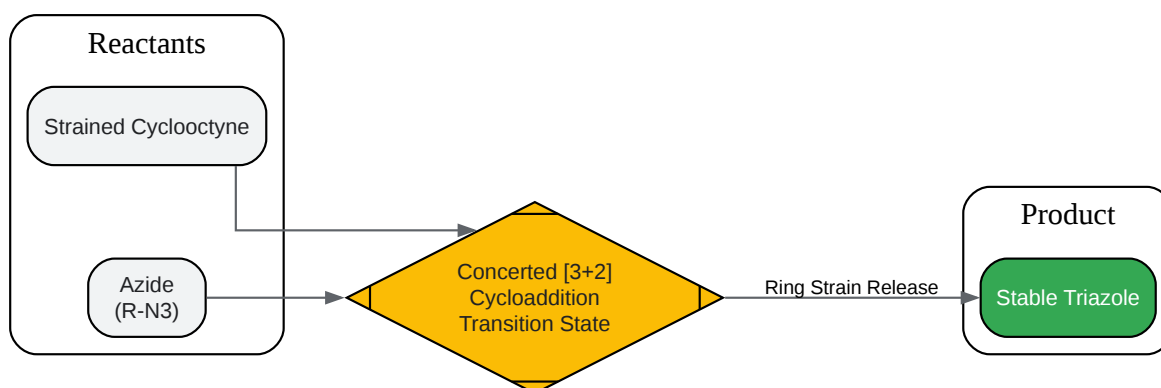 Reactants
Strained Cyclooctyne
Azide
(R-N3)
Concerted [3+2]
Cycloaddition
Transition State
Ring Strain Release
Product
Stable Triazole